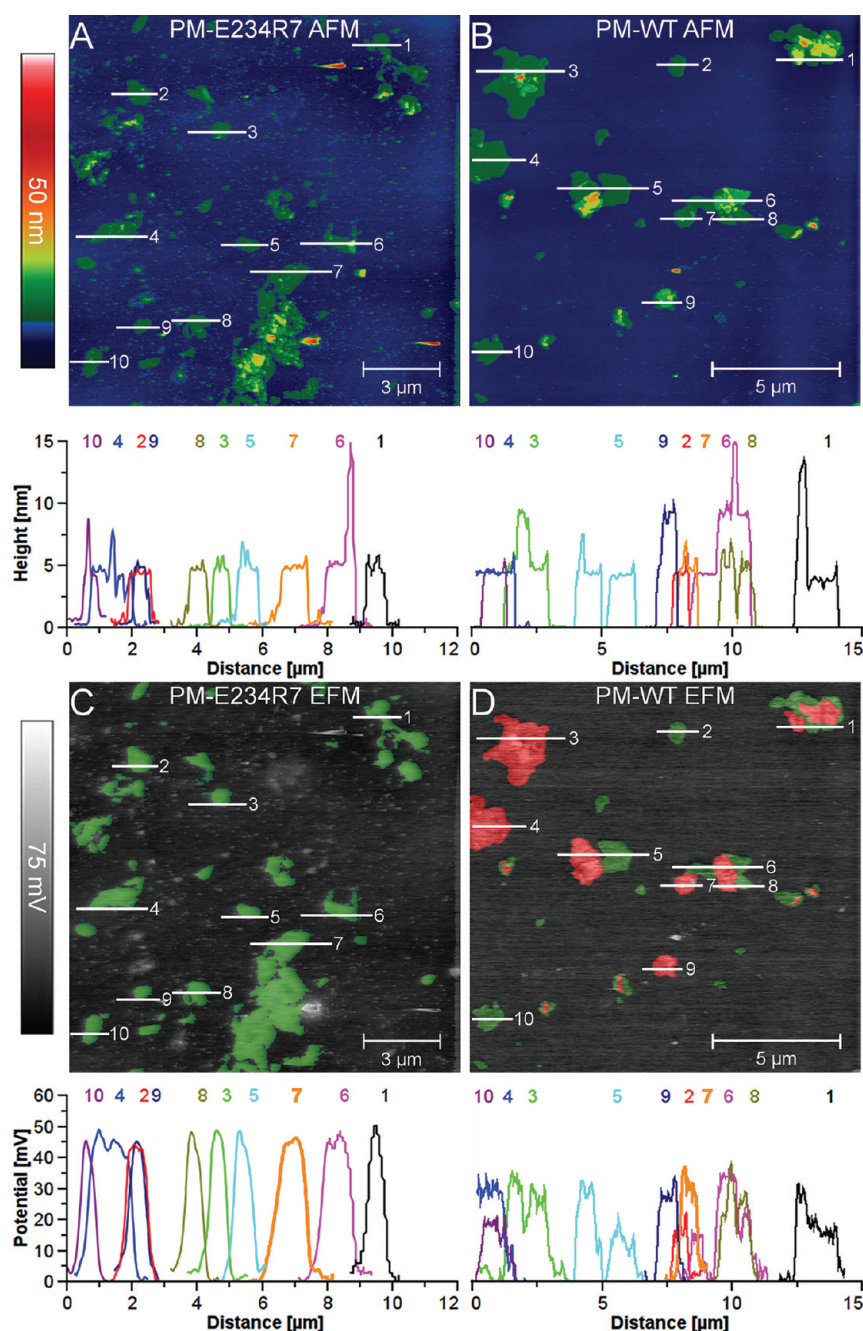 A PM-E234R7 AFM
1
2
3
4
5
6
7
8
9
10
3 µm
50 nm
B PM-WT AFM
1
2
3
4
5
6
7
8
9
10
5 µm
10 4 2 9 8 3 5 7 6 1
15
10
5
0
Height [nm]
0 2 4 6 8 10 12
Distance [µm]
10 4 3 5 9 2 7 6 8 1
0 5 10 15
Distance [µm]
C PM-E234R7 EFM
1
2
3
4
5
6
7
8
9
10
3 µm
75 mV
D PM-WT EFM
1
2
3
4
5
6
7
8
9
10
5 µm
10 4 2 9 8 3 5 7 6 1
60
50
40
30
20
10
0
Potential [mV]
0 2 4 6 8 10 12
Distance [µm]
10 4 3 5 9 2 7 6 8 1
0 5 10 15
Distance [µm]